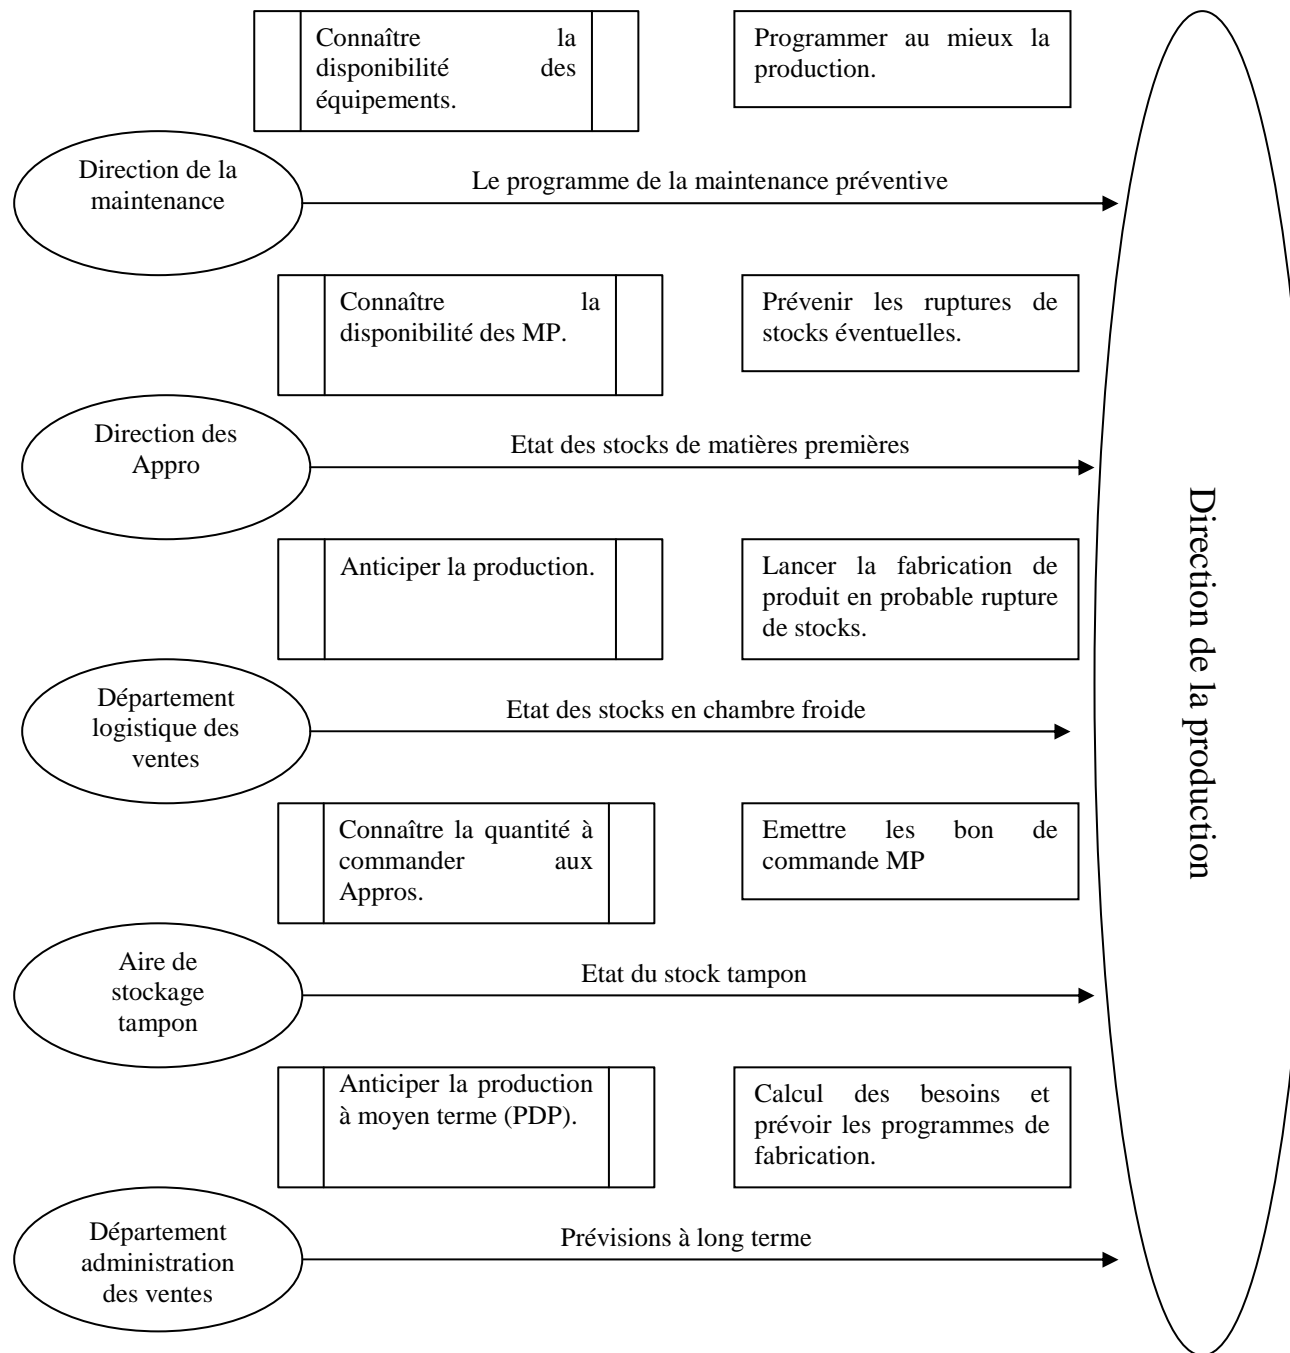 Connaître la
disponibilité des
équipements.
Programmer au mieux la
production.
Direction de la
maintenance
Le programme de la maintenance préventive
Connaître la
disponibilité des MP.
Prévenir les ruptures de
stocks éventuelles.
Direction des
Appro
Etat des stocks de matières premières
Anticiper la production.
Lancer la fabrication de
produit en probable rupture
de stocks.
Département
logistique des
ventes
Etat des stocks en chambre froide
Connaître la quantité à
commander aux
Appros.
Emettre les bon de
commande MP
Aire de
stockage
tampon
Etat du stock tampon
Anticiper la production
à moyen terme (PDP).
Calcul des besoins et
prévoir les programmes de
fabrication.
Département
administration
des ventes
Prévisions à long terme
Direction de la production